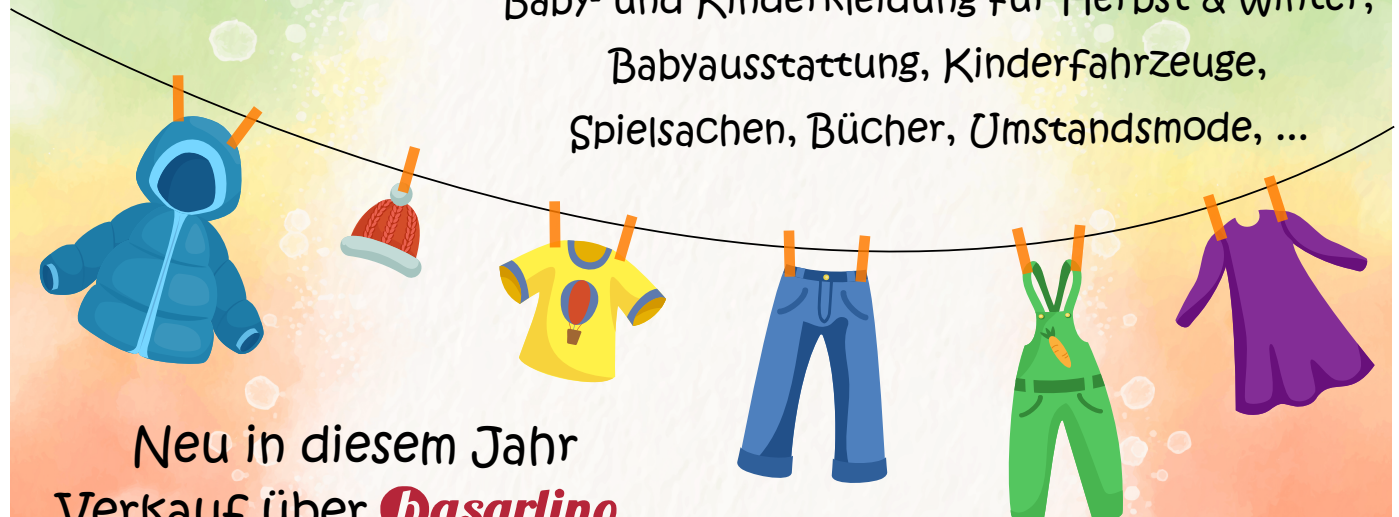 Baby- und Kinderkleidung für Herbst & Winter,
Babyausstattung, Kinderfahrzeuge,
Spielsachen, Bücher, Umstandsmode, ...
Neu in diesem Jahr
Verkauf über basarlino